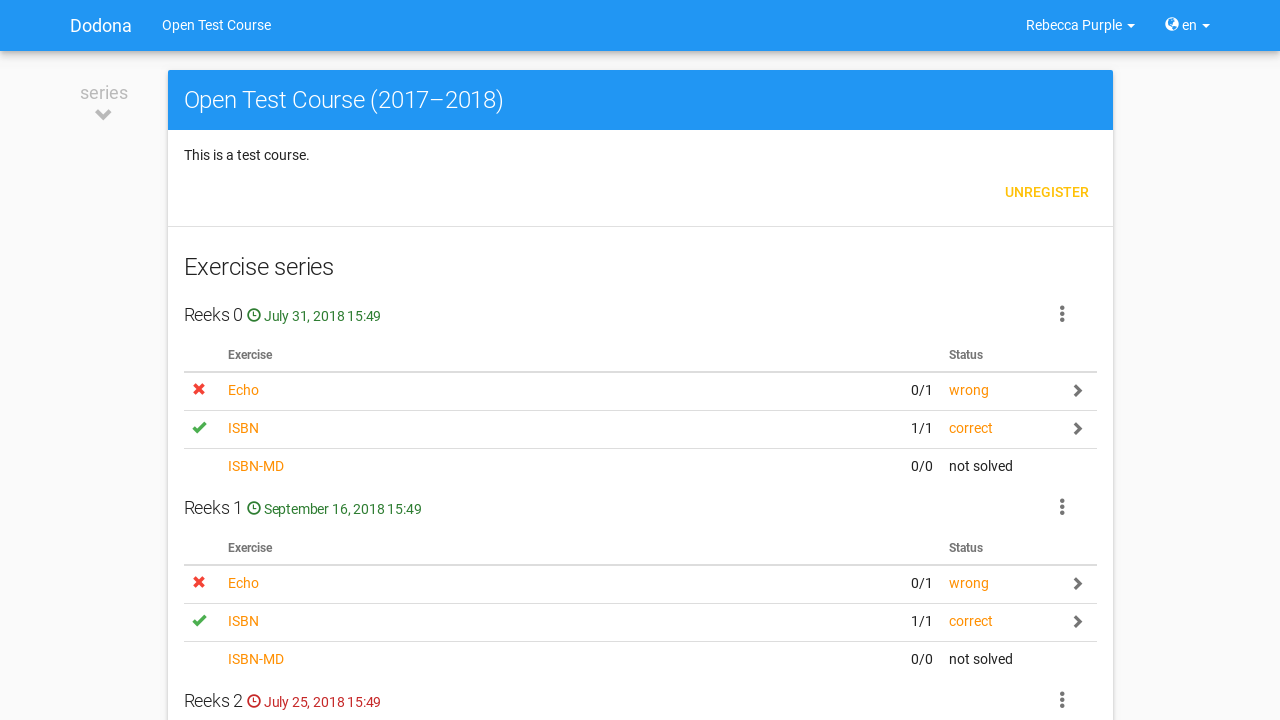 Dodona Open Test Course Rebecca Purple en
series
Open Test Course (2017–2018)
This is a test course.
UNREGISTER
Exercise series
Reeks 0 July 31, 2018 15:49
Exercise Status
Echo 0/1 wrong
ISBN 1/1 correct
ISBN-MD 0/0 not solved
Reeks 1 September 16, 2018 15:49
Exercise Status
Echo 0/1 wrong
ISBN 1/1 correct
ISBN-MD 0/0 not solved
Reeks 2 July 25, 2018 15:49